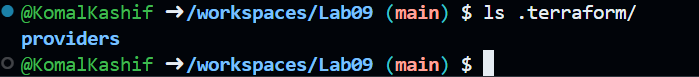 @KomalKashif ➜/workspaces/Lab09 (main) $ ls .terraform/
providers
@KomalKashif ➜/workspaces/Lab09 (main) $